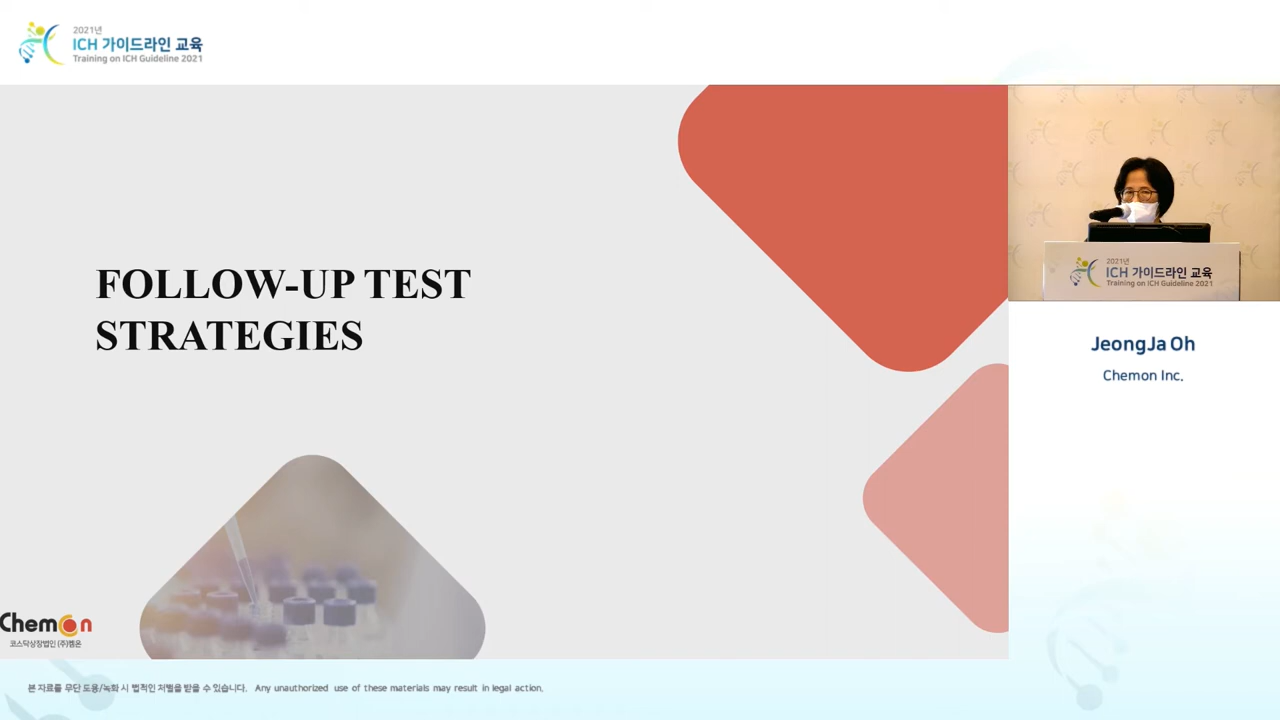 2021년
ICH 가이드라인 교육
Training on ICH Guideline 2021
FOLLOW-UP TEST
STRATEGIES
2021년
ICH 가이드라인 교육
Training on ICH Guideline 2021
JeongJa Oh
Chemon Inc.
Chemon
코스닥상장법인 (주)켐온
본 자료를 무단 도용/녹화 시 법적인 처벌을 받을 수 있습니다. Any unauthorized use of these materials may result in legal action.